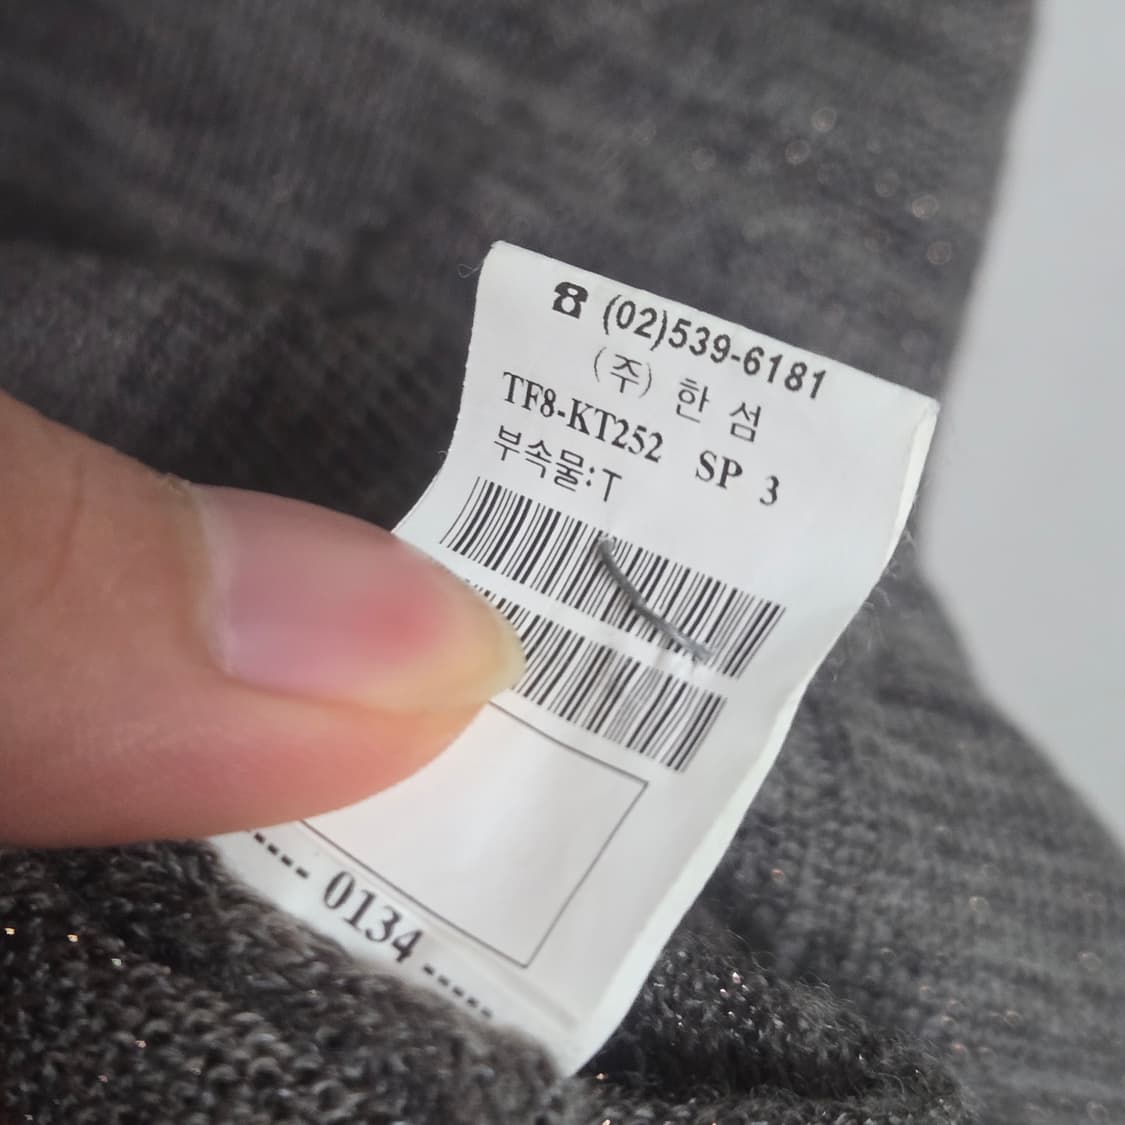 ☎ (02)539-6181
(주) 한 섬
TF8-KT252 SP 3
부속물:T
---- 0134 -----